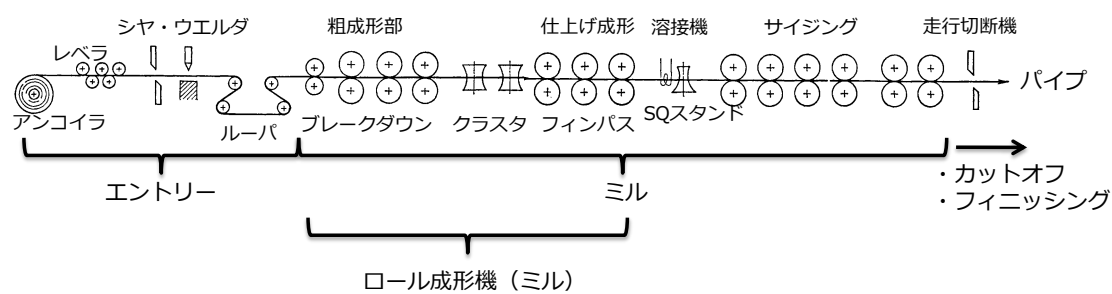 粗成形部
仕上げ成形
溶接機
サイジング
走行切断機
シヤ・ウエルダ
レベラ
パイプ
アンコイラ
ルーパ
ブレークダウン
クラスタ
フィンパス
SQスタンド
エントリー
ミル
・カットオフ
・フィニッシング
ロール成形機（ミル）